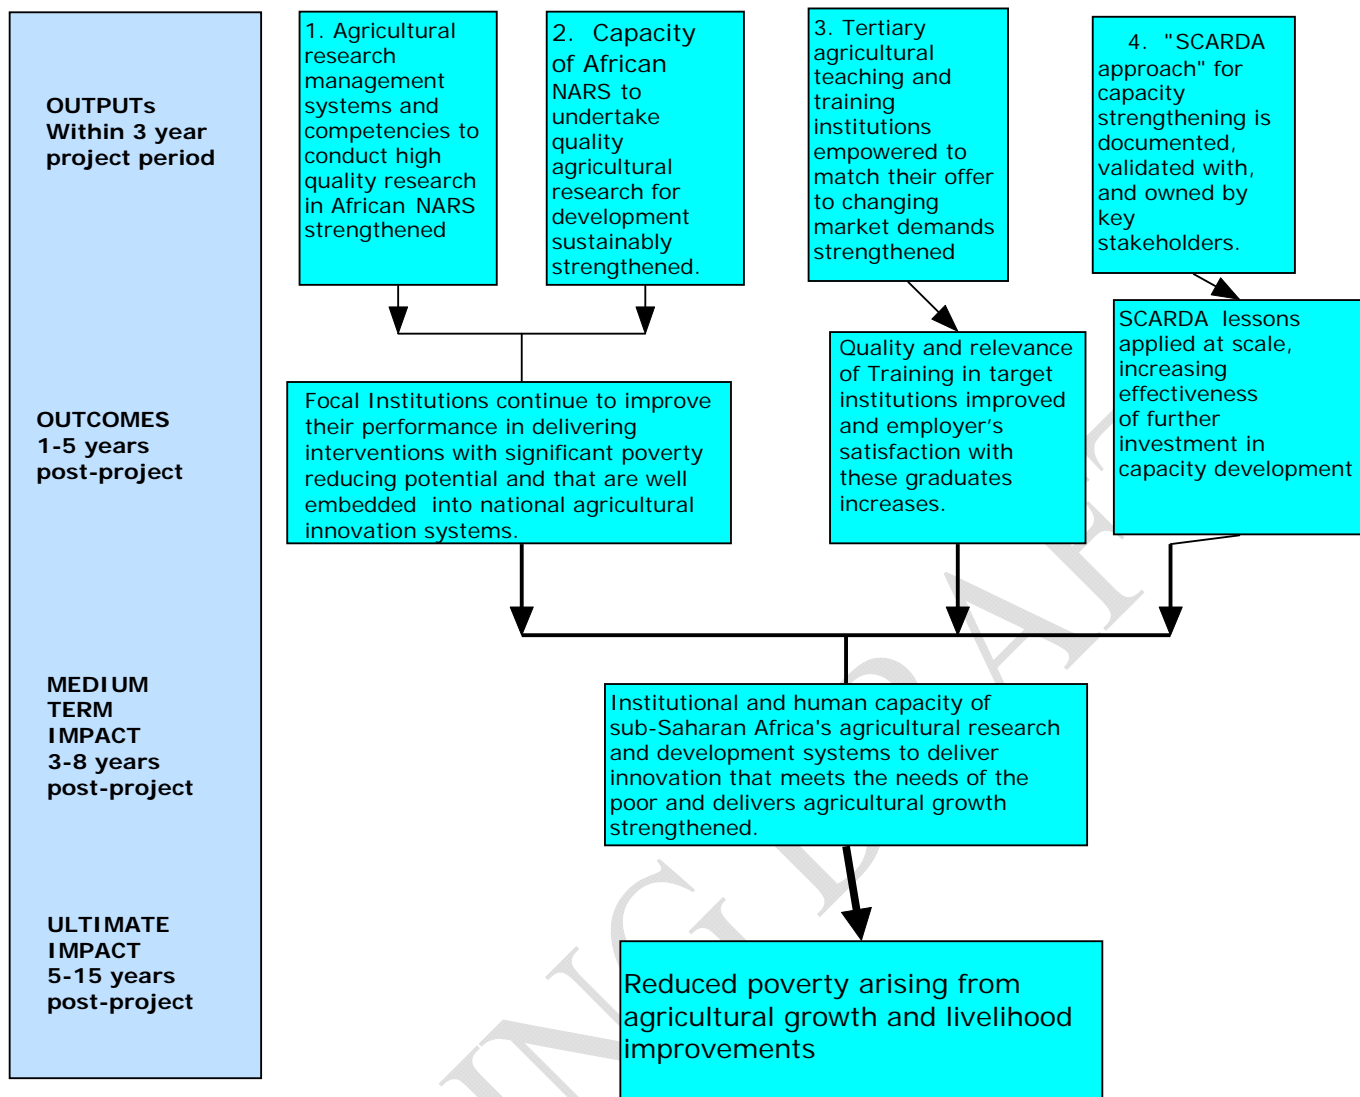 OUTPUTs
Within 3 year
project period
1. Agricultural
research
management
systems and
competencies to
conduct high
quality research
in African NARS
strengthened
2. Capacity
of African
NARS to
undertake
quality
agricultural
research for
development
sustainably
strengthened.
3. Tertiary
agricultural
teaching and
training
institutions
empowered to
match their offer
to changing
market demands
strengthened
4. "SCARDA
approach" for
capacity
strengthening is
documented,
validated with,
and owned by
key
stakeholders.
OUTCOMES
1-5 years
post-project
Focal Institutions continue to improve
their performance in delivering
interventions with significant poverty
reducing potential and that are well
embedded into national agricultural
innovation systems.
Quality and relevance
of Training in target
institutions improved
and employer's
satisfaction with
these graduates
increases.
SCARDA lessons
applied at scale,
increasing
effectiveness
of further
investment in
capacity development
MEDIUM
TERM
IMPACT
3-8 years
post-project
Institutional and human capacity of
sub-Saharan Africa's agricultural research
and development systems to deliver
innovation that meets the needs of the
poor and delivers agricultural growth
strengthened.
ULTIMATE
IMPACT
5-15 years
post-project
Reduced poverty arising from
agricultural growth and livelihood
improvements